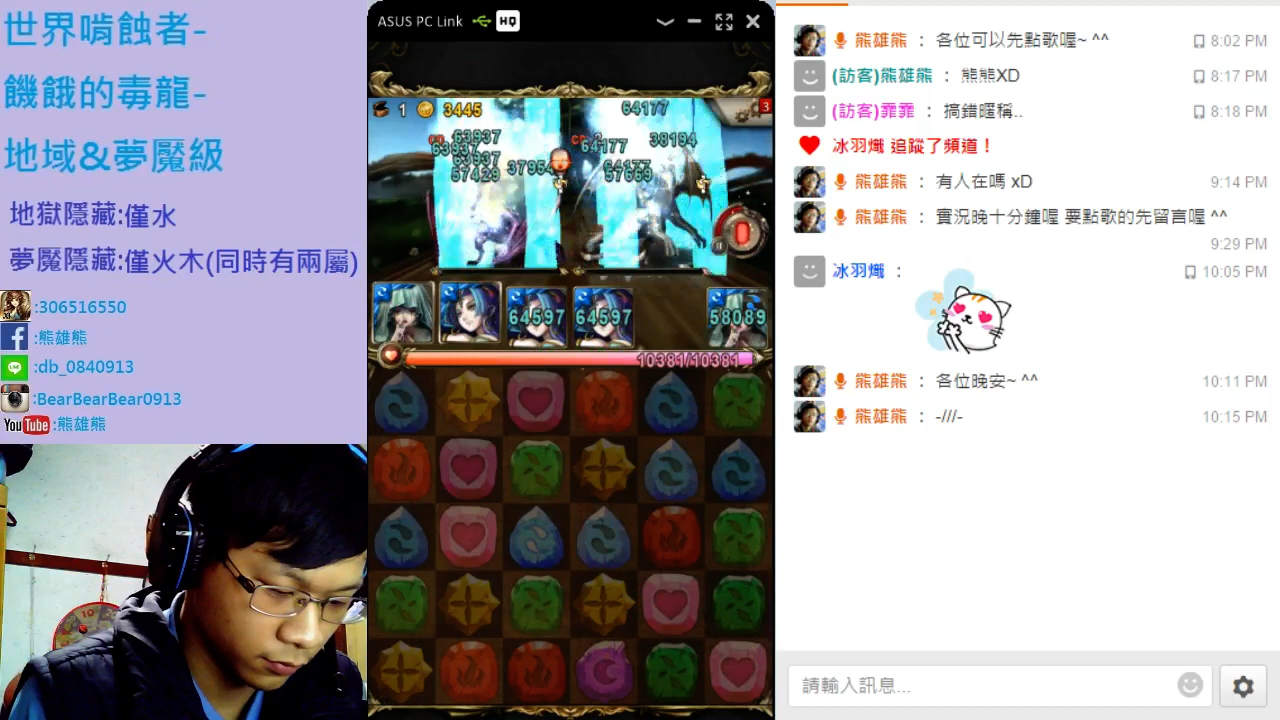 世界啃蝕者-
饑餓的毒龍-
地域&夢魘級
地獄隱藏:僅水
夢魘隱藏:僅火木(同時有兩屬)
:306516550
:熊雄熊
:db_0840913
:BearBearBear0913
YouTube :熊雄熊
ASUS PC Link HQ
1 3445
3
64177
63937
63937
63937
57429
37954
64177
38194
64177
57669
64597
64597
58089
10381/10381
熊雄熊 : 各位可以先點歌喔~ ^^ 8:02 PM
(訪客)熊雄熊 : 熊熊XD 8:17 PM
(訪客)霏霏 : 搞錯暱稱.. 8:18 PM
冰羽熾 追蹤了頻道！
熊雄熊 : 有人在嗎 xD 9:14 PM
熊雄熊 : 實況晚十分鐘喔 要點歌的先留言喔 ^^
9:29 PM
冰羽熾 : 10:05 PM
熊雄熊 : 各位晚安~ ^^ 10:11 PM
熊雄熊 : -///- 10:15 PM
請輸入訊息...